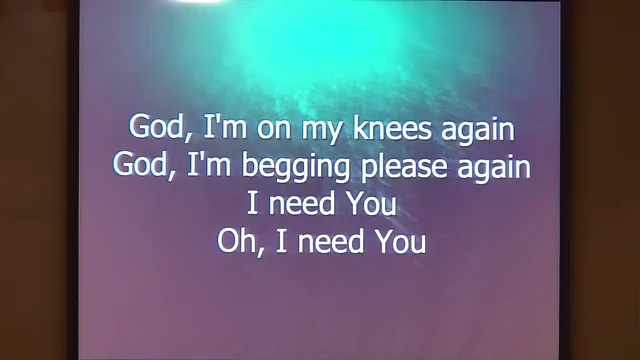 God, I'm on my knees again
God, I'm begging please again
I need You
Oh, I need You